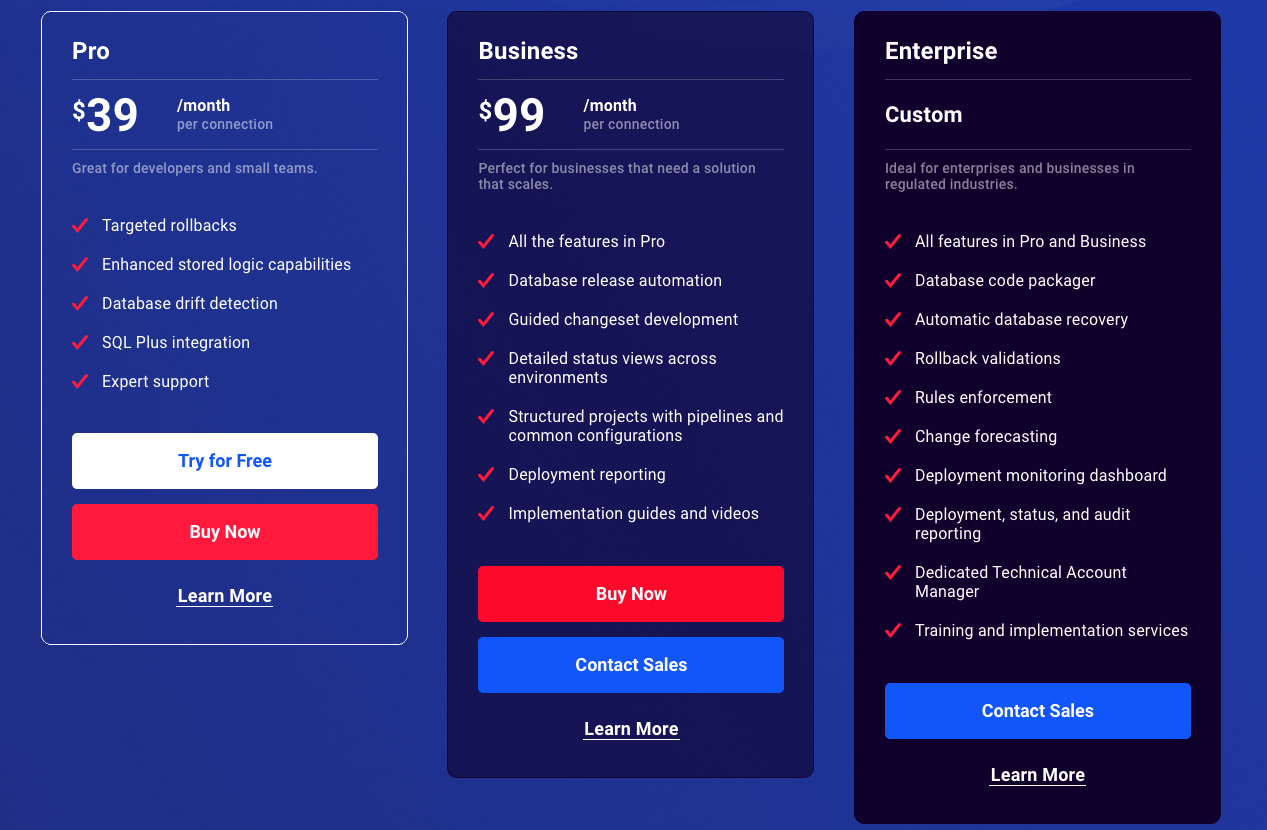 Pro
$39
/month
per connection
Great for developers and small teams.
Targeted rollbacks
Enhanced stored logic capabilities
Database drift detection
SQL Plus integration
Expert support
Try for Free
Buy Now
Learn More
Business
$99
/month
per connection
Perfect for businesses that need a solution
that scales.
All the features in Pro
Database release automation
Guided changeset development
Detailed status views across
environments
Structured projects with pipelines and
common configurations
Deployment reporting
Implementation guides and videos
Buy Now
Contact Sales
Learn More
Enterprise
Custom
Ideal for enterprises and businesses in
regulated industries.
All features in Pro and Business
Database code packager
Automatic database recovery
Rollback validations
Rules enforcement
Change forecasting
Deployment monitoring dashboard
Deployment, status, and audit
reporting
Dedicated Technical Account
Manager
Training and implementation services
Contact Sales
Learn More